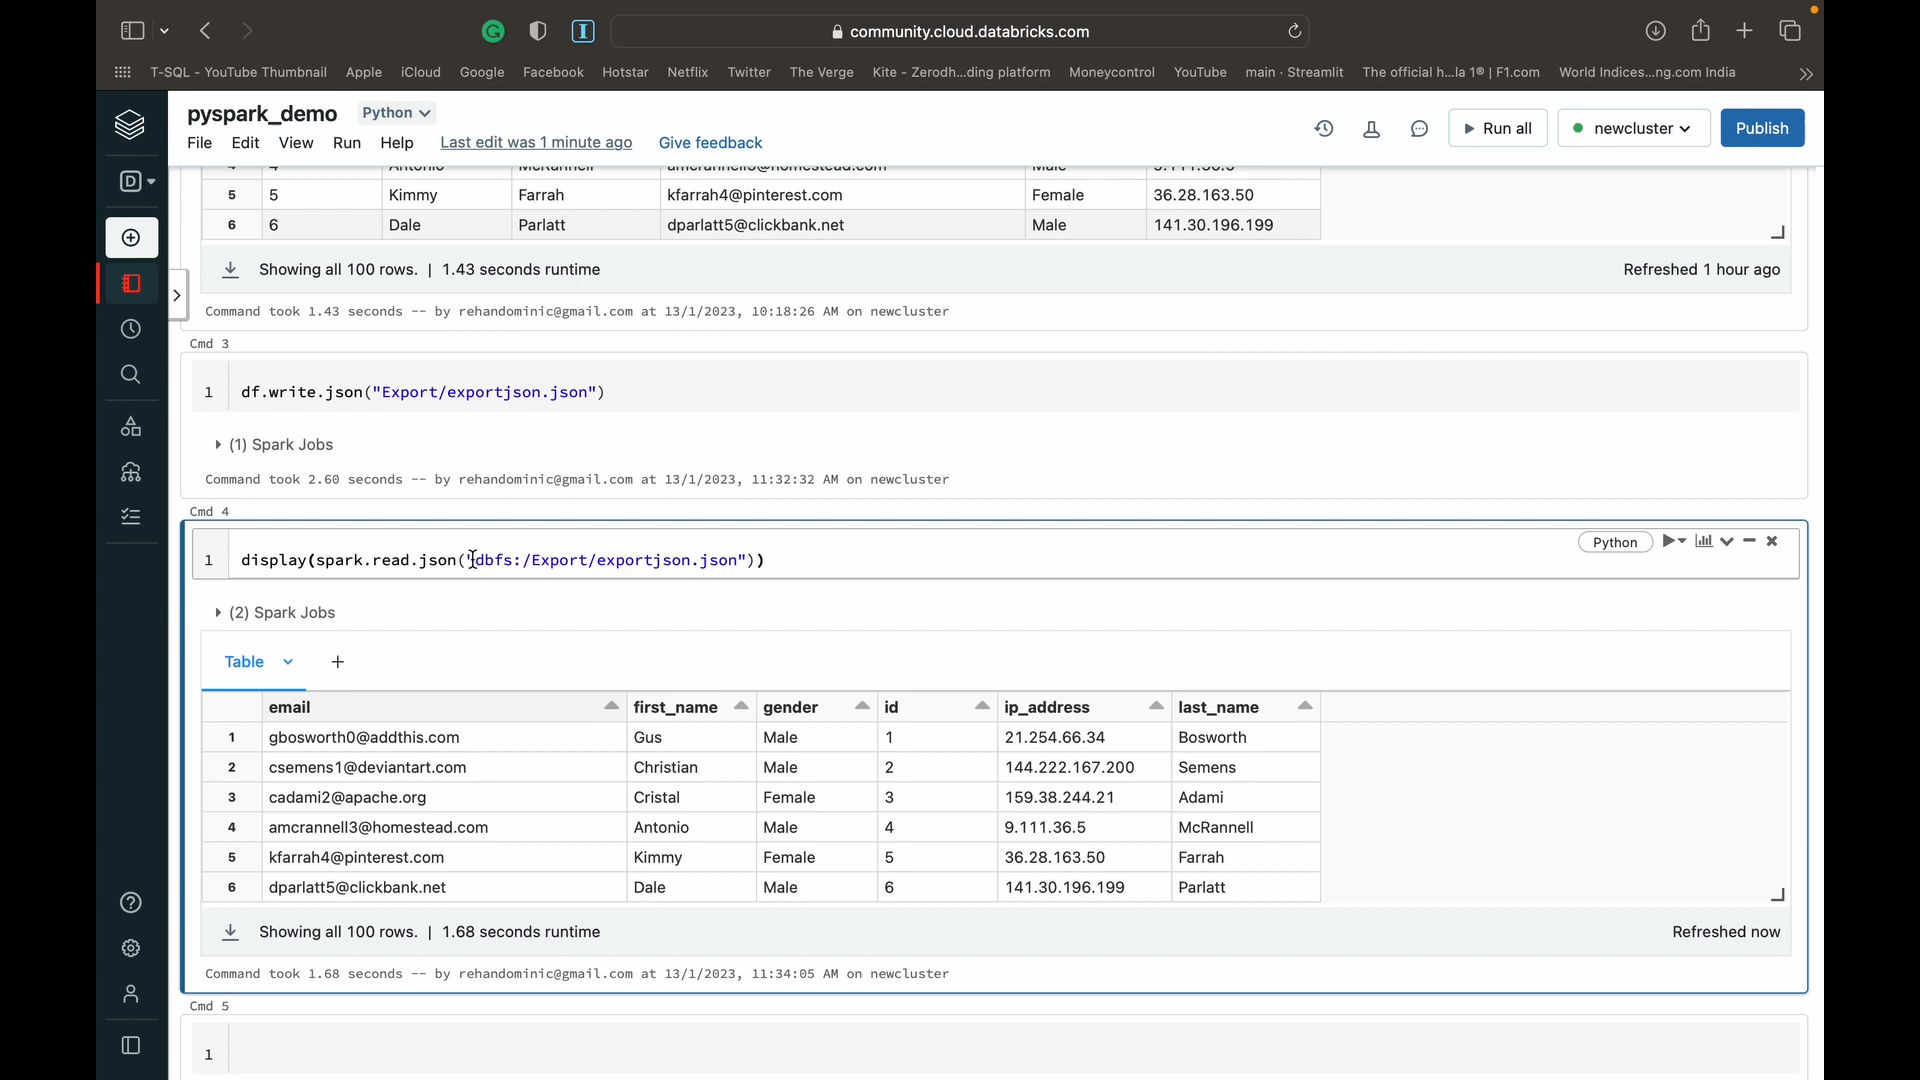 community.cloud.databricks.com
T-SQL - YouTube Thumbnail Apple iCloud Google Facebook Hotstar Netflix Twitter The Verge Kite - Zerodh...ding platform Moneycontrol YouTube main · Streamlit The official h...la 1® | F1.com World Indices...ng.com India
pyspark_demo Python
File Edit View Run Help Last edit was 1 minute ago Give feedback
Run all newcluster Publish
D
4 4 Antonio McRannell amcrannell3@homestead.com Male 9.111.36.5
5 5 Kimmy Farrah kfarrah4@pinterest.com Female 36.28.163.50
6 6 Dale Parlatt dparlatt5@clickbank.net Male 141.30.196.199
Showing all 100 rows. | 1.43 seconds runtime Refreshed 1 hour ago
Command took 1.43 seconds -- by rehandominic@gmail.com at 13/1/2023, 10:18:26 AM on newcluster
Cmd 3
1 df.write.json("Export/exportjson.json")
(1) Spark Jobs
Command took 2.60 seconds -- by rehandominic@gmail.com at 13/1/2023, 11:32:32 AM on newcluster
Cmd 4
Python
1 display(spark.read.json("dbfs:/Export/exportjson.json"))
(2) Spark Jobs
Table +
email first_name gender id ip_address last_name
1 gbosworth0@addthis.com Gus Male 1 21.254.66.34 Bosworth
2 csemens1@deviantart.com Christian Male 2 144.222.167.200 Semens
3 cadami2@apache.org Cristal Female 3 159.38.244.21 Adami
4 amcrannell3@homestead.com Antonio Male 4 9.111.36.5 McRannell
5 kfarrah4@pinterest.com Kimmy Female 5 36.28.163.50 Farrah
6 dparlatt5@clickbank.net Dale Male 6 141.30.196.199 Parlatt
Showing all 100 rows. | 1.68 seconds runtime Refreshed now
Command took 1.68 seconds -- by rehandominic@gmail.com at 13/1/2023, 11:34:05 AM on newcluster
Cmd 5
1